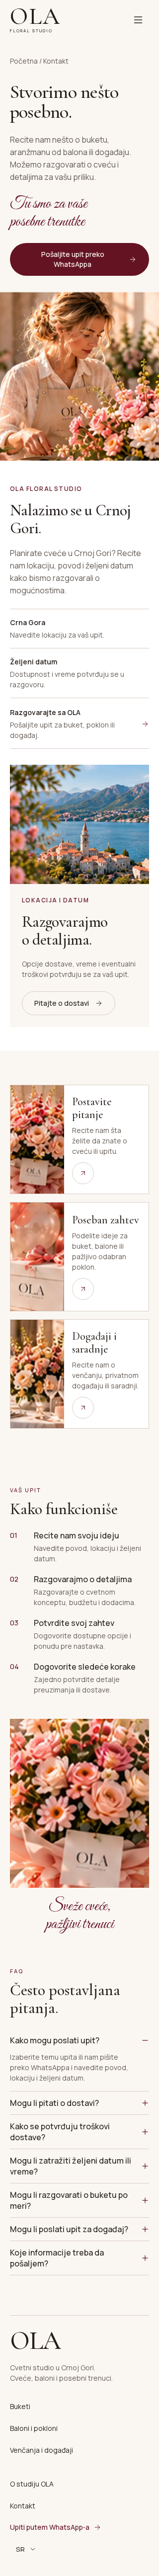 OLA
FLORAL STUDIO
Početna / Kontakt
Stvorimo nešto
posebno.
Recite nam nešto o buketu,
aranžmanu od balona ili događaju.
Možemo razgovarati o cveću i
detaljima za vašu priliku.
Tu smo za vaše
posebne trenutke
Pošaljite upit preko
WhatsAppa
OLA
OLA FLORAL STUDIO
Nalazimo se u Crnoj
Gori.
Planirate cveće u Crnoj Gori? Recite
nam lokaciju, povod i željeni datum
kako bismo razgovarali o
mogućnostima.
Crna Gora
Navedite lokaciju za vaš upit.
Željeni datum
Dostupnost i vreme potvrđuju se u
razgovoru.
Razgovarajte sa OLA
Pošaljite upit za buket, poklon ili
događaj.
LOKACIJA I DATUM
Razgovarajmo
o detaljima.
Opcije dostave, vreme i eventualni
troškovi potvrđuju se za vaš upit.
Pitajte o dostavi
OLA
Postavite
pitanje
Recite nam šta
želite da znate o
cveću ili upitu.
OLA
Poseban zahtev
Podelite ideje za
buket, balone ili
pažljivo odabran
poklon.
OLA
Događaji i
saradnje
Recite nam o
venčanju, privatnom
događaju ili saradnji.
VAŠ UPIT
Kako funkcioniše
01 Recite nam svoju ideju
Navedite povod, lokaciju i željeni
datum.
02 Razgovarajmo o detaljima
Razgovarajte o cvetnom
konceptu, budžetu i dodacima.
03 Potvrdite svoj zahtev
Dogovorite dostupne opcije i
ponudu pre nastavka.
04 Dogovorite sledeće korake
Zajedno potvrdite detalje
preuzimanja ili dostave.
OLA
Sveže cveće,
pažljivi trenuci
FAQ
Često postavljana
pitanja.
Kako mogu poslati upit?
Izaberite temu upita ili nam pišite
preko WhatsAppa i navedite povod,
lokaciju i željeni datum.
Mogu li pitati o dostavi?
Kako se potvrđuju troškovi
dostave?
Mogu li zatražiti željeni datum ili
vreme?
Mogu li razgovarati o buketu po
meri?
Mogu li poslati upit za događaj?
Koje informacije treba da
pošaljem?
OLA
Cvetni studio u Crnoj Gori.
Cveće, baloni i posebni trenuci.
Buketi
Baloni i pokloni
Venčanja i događaji
O studiju OLA
Kontakt
Upiti putem WhatsApp-a
SR